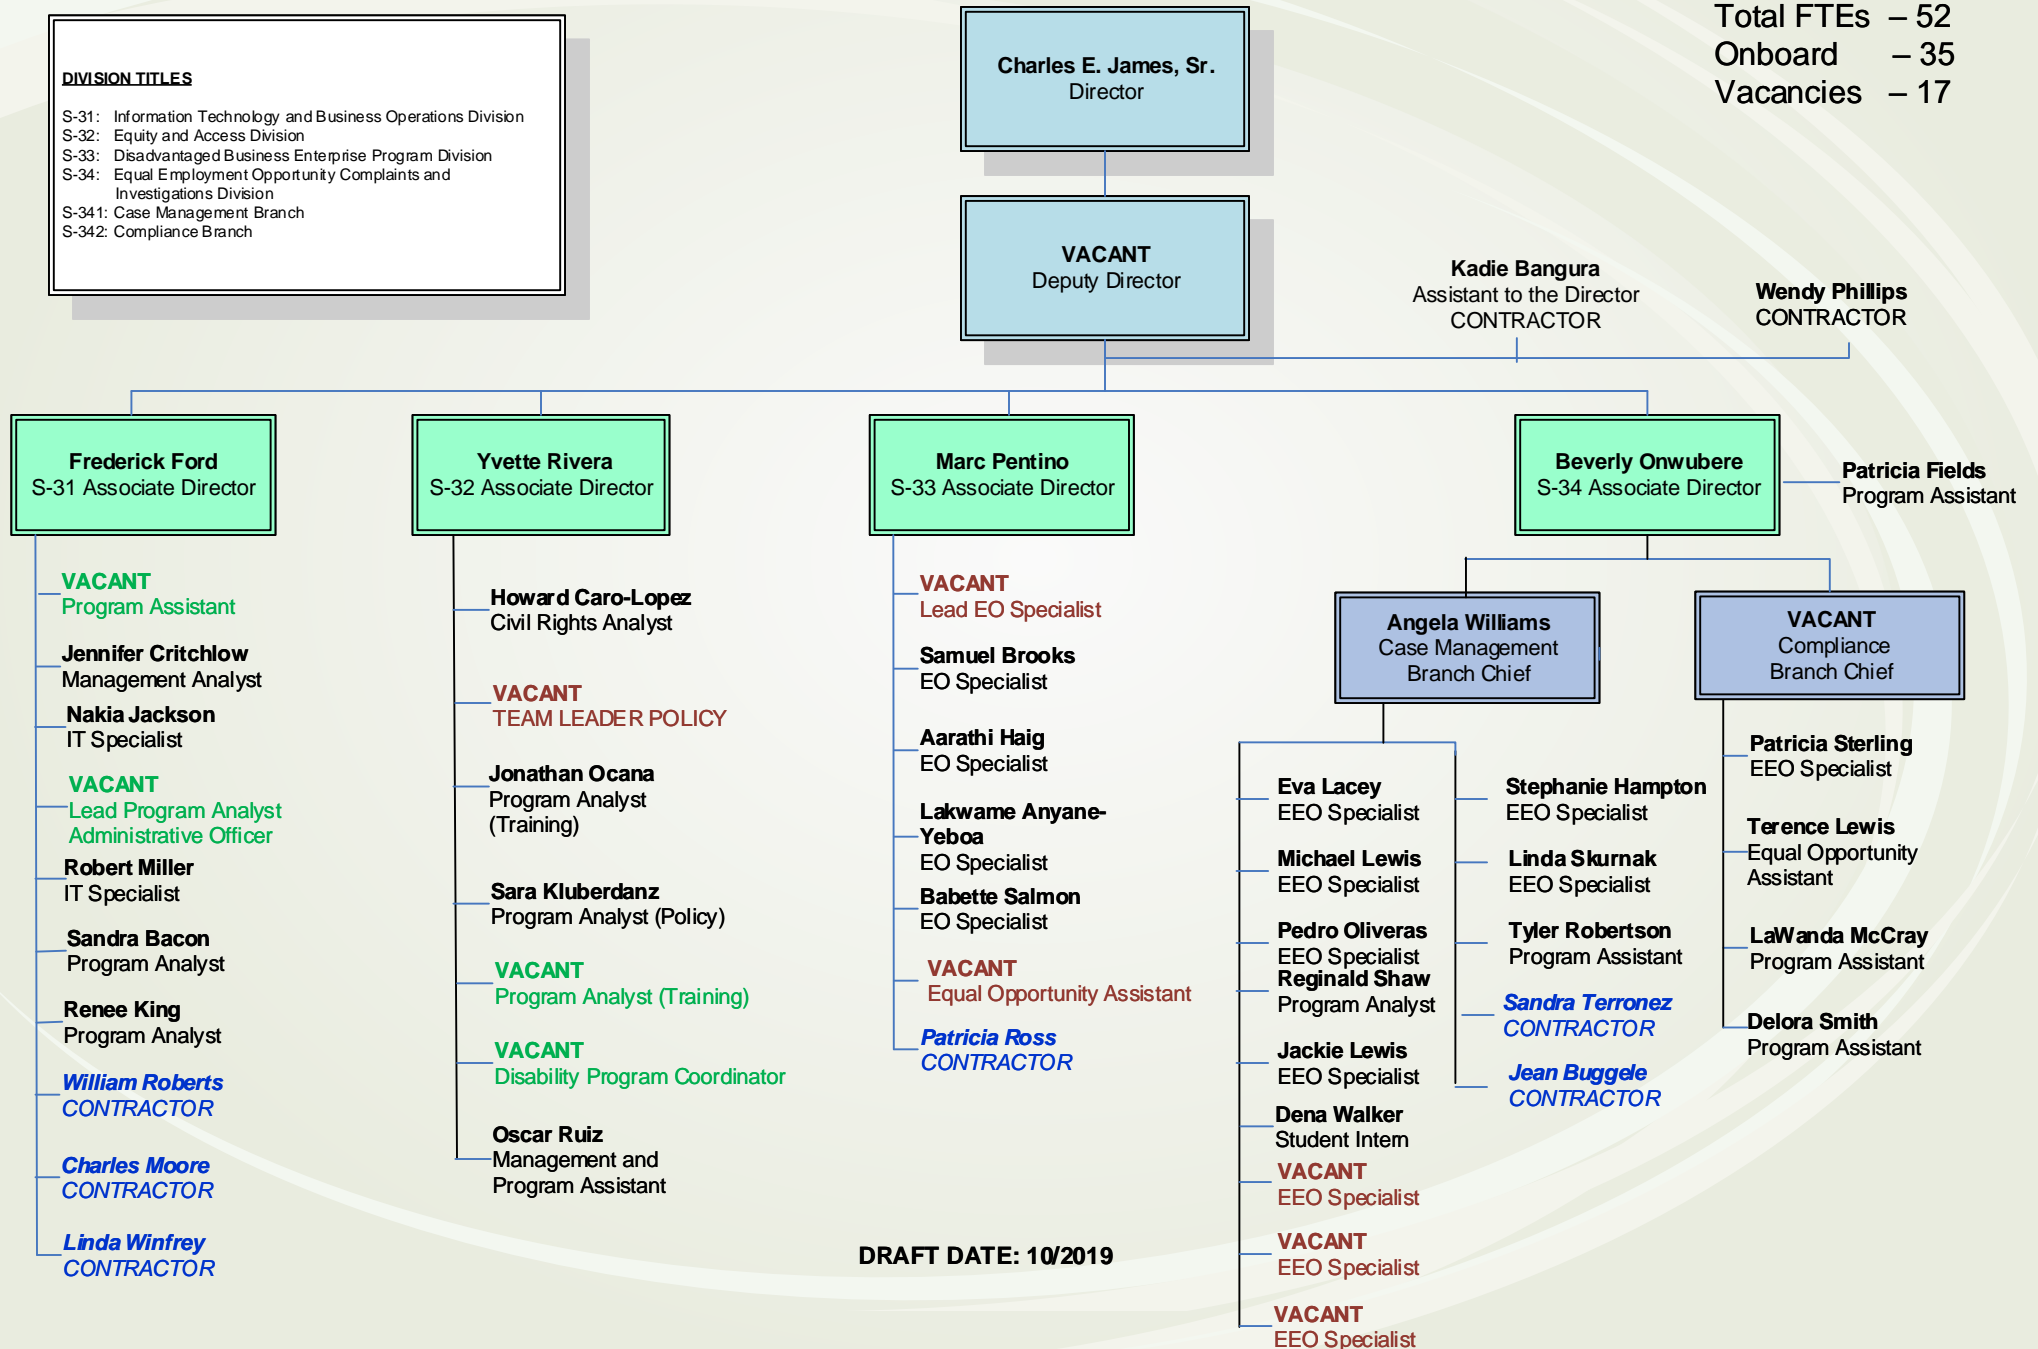 Total FTEs – 52
Onboard – 35
Vacancies – 17
DIVISION TITLES
S-31: Information Technology and Business Operations Division
S-32: Equity and Access Division
S-33: Disadvantaged Business Enterprise Program Division
S-34: Equal Employment Opportunity Complaints and
Investigations Division
S-341: Case Management Branch
S-342: Compliance Branch
Charles E. James, Sr.
Director
VACANT
Deputy Director
Kadie Bangura
Assistant to the Director
CONTRACTOR
Wendy Phillips
CONTRACTOR
Frederick Ford
S-31 Associate Director
VACANT
Program Assistant
Jennifer Critchlow
Management Analyst
Nakia Jackson
IT Specialist
VACANT
Lead Program Analyst
Administrative Officer
Robert Miller
IT Specialist
Sandra Bacon
Program Analyst
Renee King
Program Analyst
William Roberts
CONTRACTOR
Charles Moore
CONTRACTOR
Linda Winfrey
CONTRACTOR
Yvette Rivera
S-32 Associate Director
Howard Caro-Lopez
Civil Rights Analyst
VACANT
TEAM LEADER POLICY
Jonathan Ocana
Program Analyst
(Training)
Sara Kluberdanz
Program Analyst (Policy)
VACANT
Program Analyst (Training)
VACANT
Disability Program Coordinator
Oscar Ruiz
Management and
Program Assistant
Marc Pentino
S-33 Associate Director
VACANT
Lead EO Specialist
Samuel Brooks
EO Specialist
Aarathi Haig
EO Specialist
Lakwame Anyane-
Yeboa
EO Specialist
Babette Salmon
EO Specialist
VACANT
Equal Opportunity Assistant
Patricia Ross
CONTRACTOR
Beverly Onwubere
S-34 Associate Director
Patricia Fields
Program Assistant
Angela Williams
Case Management
Branch Chief
Eva Lacey
EEO Specialist
Michael Lewis
EEO Specialist
Pedro Oliveras
EEO Specialist
Reginald Shaw
Program Analyst
Jackie Lewis
EEO Specialist
Dena Walker
Student Intern
VACANT
EEO Specialist
VACANT
EEO Specialist
VACANT
EEO Specialist
Stephanie Hampton
EEO Specialist
Linda Skurnak
EEO Specialist
Tyler Robertson
Program Assistant
Sandra Terronez
CONTRACTOR
Jean Buggele
CONTRACTOR
VACANT
Compliance
Branch Chief
Patricia Sterling
EEO Specialist
Terence Lewis
Equal Opportunity
Assistant
LaWanda McCray
Program Assistant
Delora Smith
Program Assistant
DRAFT DATE: 10/2019